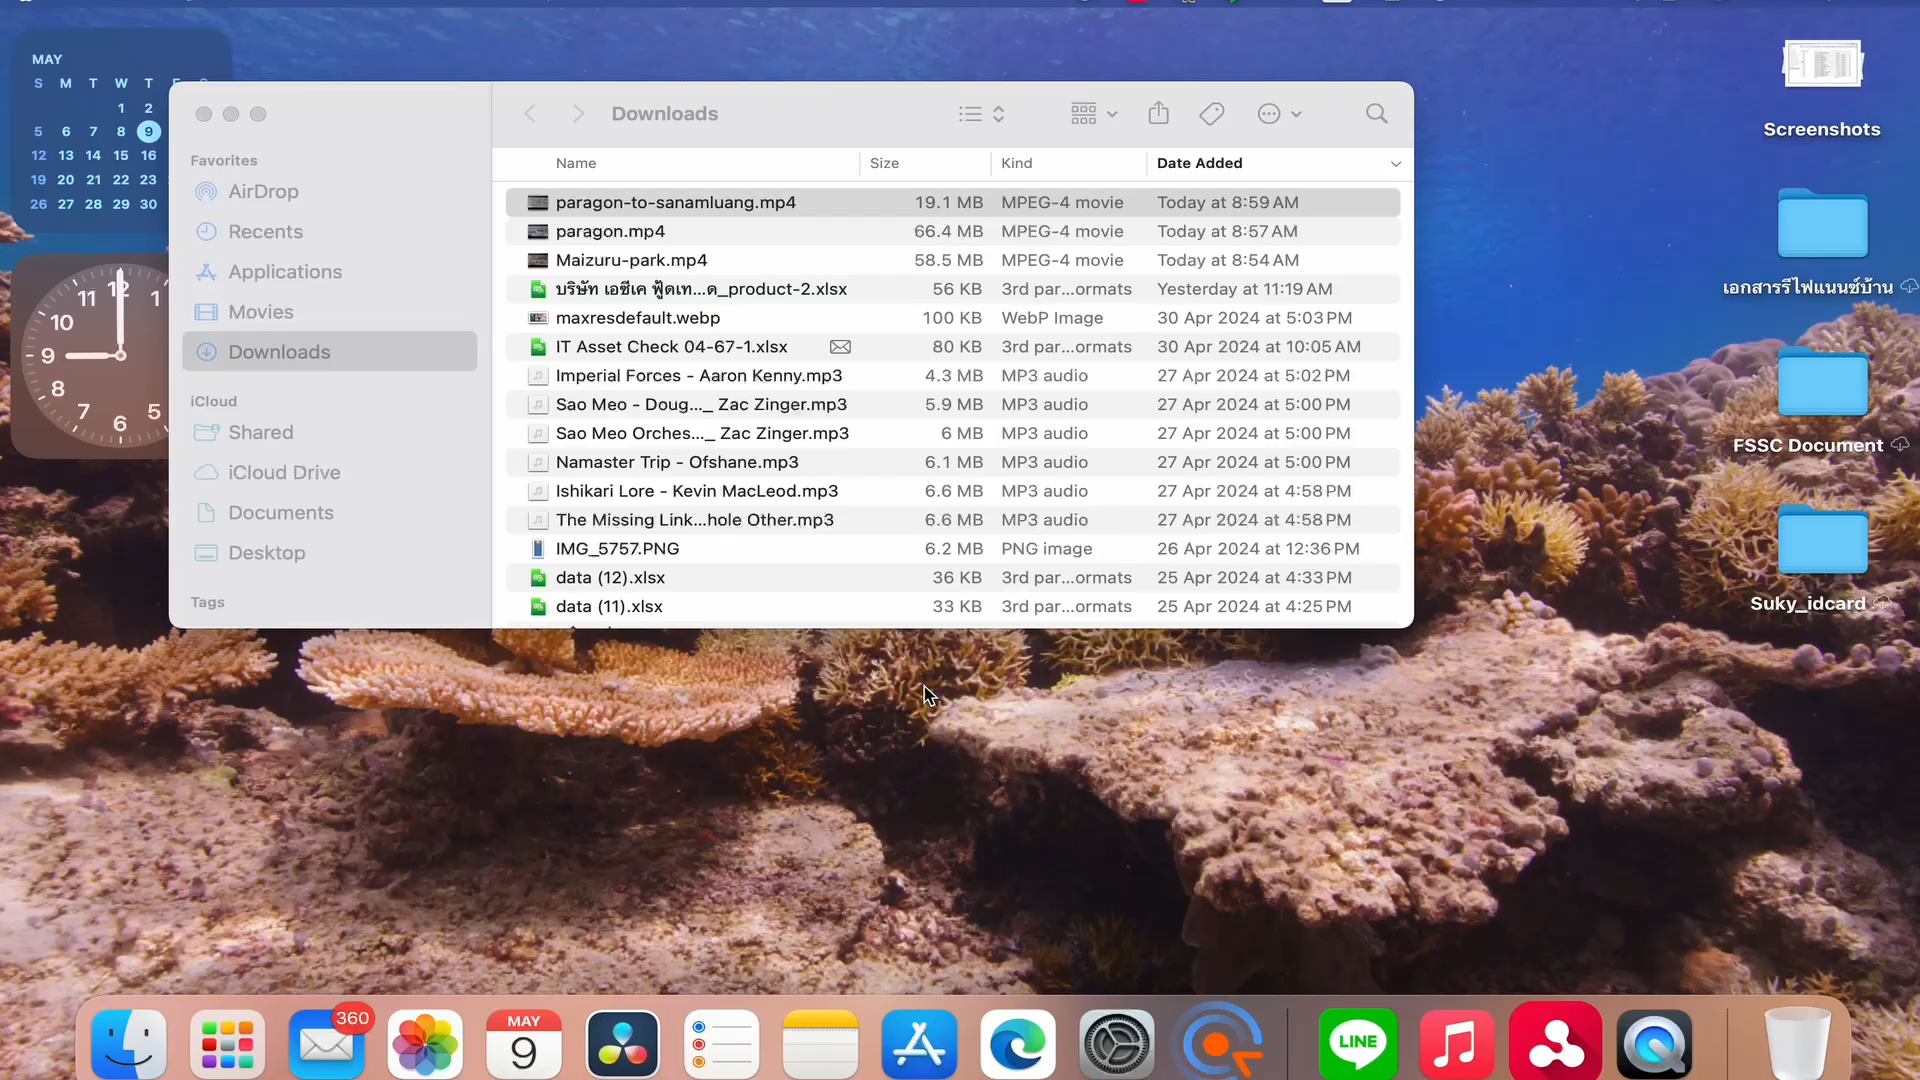 MAY
S M T W T F S
1 2
5 6 7 8 9
12 13 14 15 16
19 20 21 22 23
26 27 28 29 30
12
11 1
10
9
8
7 6 5
Downloads
Favorites
AirDrop
Recents
Applications
Movies
Downloads
iCloud
Shared
iCloud Drive
Documents
Desktop
Tags
Name Size Kind Date Added
paragon-to-sanamluang.mp4 19.1 MB MPEG-4 movie Today at 8:59 AM
paragon.mp4 66.4 MB MPEG-4 movie Today at 8:57 AM
Maizuru-park.mp4 58.5 MB MPEG-4 movie Today at 8:54 AM
บริษัท เอซีเค ฟู้ดเท...ด_product-2.xlsx 56 KB 3rd par...ormats Yesterday at 11:19 AM
maxresdefault.webp 100 KB WebP Image 30 Apr 2024 at 5:03 PM
IT Asset Check 04-67-1.xlsx 80 KB 3rd par...ormats 30 Apr 2024 at 10:05 AM
Imperial Forces - Aaron Kenny.mp3 4.3 MB MP3 audio 27 Apr 2024 at 5:02 PM
Sao Meo - Doug..._ Zac Zinger.mp3 5.9 MB MP3 audio 27 Apr 2024 at 5:00 PM
Sao Meo Orches..._ Zac Zinger.mp3 6 MB MP3 audio 27 Apr 2024 at 5:00 PM
Namaster Trip - Ofshane.mp3 6.1 MB MP3 audio 27 Apr 2024 at 5:00 PM
Ishikari Lore - Kevin MacLeod.mp3 6.6 MB MP3 audio 27 Apr 2024 at 4:58 PM
The Missing Link...hole Other.mp3 6.6 MB MP3 audio 27 Apr 2024 at 4:58 PM
IMG_5757.PNG 6.2 MB PNG image 26 Apr 2024 at 12:36 PM
data (12).xlsx 36 KB 3rd par...ormats 25 Apr 2024 at 4:33 PM
data (11).xlsx 33 KB 3rd par...ormats 25 Apr 2024 at 4:25 PM
Screenshots
เอกสารรีไฟแนนซ์บ้าน
FSSC Document
Suky_idcard
360
MAY
9
LINE